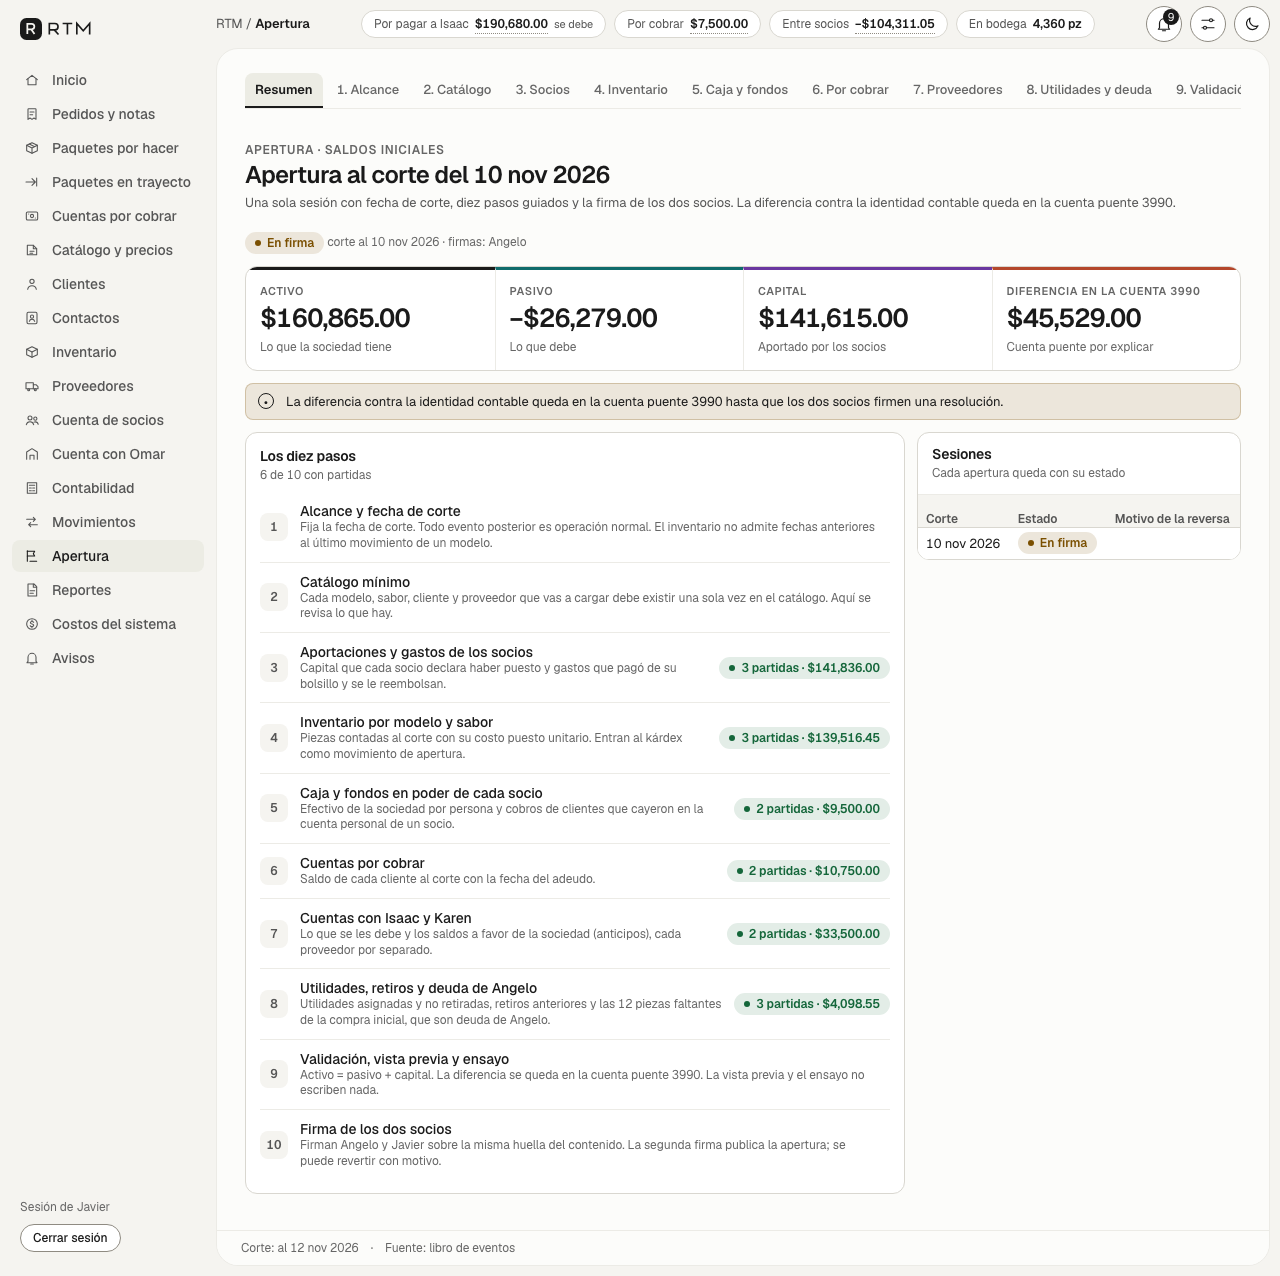 R RTM
RTM / Apertura
Por pagar a Isaac $190,680.00 se debe
Por cobrar $7,500.00
Entre socios –$104,311.05
En bodega 4,360 pz
9
Inicio
Pedidos y notas
Paquetes por hacer
Paquetes en trayecto
Cuentas por cobrar
Catálogo y precios
Clientes
Contactos
Inventario
Proveedores
Cuenta de socios
Cuenta con Omar
Contabilidad
Movimientos
Apertura
Reportes
Costos del sistema
Avisos
Sesión de Javier
Cerrar sesión
Resumen
1. Alcance
2. Catálogo
3. Socios
4. Inventario
5. Caja y fondos
6. Por cobrar
7. Proveedores
8. Utilidades y deuda
9. Validació
APERTURA · SALDOS INICIALES
Apertura al corte del 10 nov 2026
Una sola sesión con fecha de corte, diez pasos guiados y la firma de los dos socios. La diferencia contra la identidad contable queda en la cuenta puente 3990.
En firma corte al 10 nov 2026 · firmas: Angelo
ACTIVO
$160,865.00
Lo que la sociedad tiene
PASIVO
–$26,279.00
Lo que debe
CAPITAL
$141,615.00
Aportado por los socios
DIFERENCIA EN LA CUENTA 3990
$45,529.00
Cuenta puente por explicar
La diferencia contra la identidad contable queda en la cuenta puente 3990 hasta que los dos socios firmen una resolución.
Los diez pasos
6 de 10 con partidas
1
Alcance y fecha de corte
Fija la fecha de corte. Todo evento posterior es operación normal. El inventario no admite fechas anteriores
al último movimiento de un modelo.
2
Catálogo mínimo
Cada modelo, sabor, cliente y proveedor que vas a cargar debe existir una sola vez en el catálogo. Aquí se
revisa lo que hay.
3
Aportaciones y gastos de los socios
Capital que cada socio declara haber puesto y gastos que pagó de su
bolsillo y se le reembolsan.
3 partidas · $141,836.00
4
Inventario por modelo y sabor
Piezas contadas al corte con su costo puesto unitario. Entran al kárdex
como movimiento de apertura.
3 partidas · $139,516.45
5
Caja y fondos en poder de cada socio
Efectivo de la sociedad por persona y cobros de clientes que cayeron en la
cuenta personal de un socio.
2 partidas · $9,500.00
6
Cuentas por cobrar
Saldo de cada cliente al corte con la fecha del adeudo.
2 partidas · $10,750.00
7
Cuentas con Isaac y Karen
Lo que se les debe y los saldos a favor de la sociedad (anticipos), cada
proveedor por separado.
2 partidas · $33,500.00
8
Utilidades, retiros y deuda de Angelo
Utilidades asignadas y no retiradas, retiros anteriores y las 12 piezas faltantes
de la compra inicial, que son deuda de Angelo.
3 partidas · $4,098.55
9
Validación, vista previa y ensayo
Activo = pasivo + capital. La diferencia se queda en la cuenta puente 3990. La vista previa y el ensayo no
escriben nada.
10
Firma de los dos socios
Firman Angelo y Javier sobre la misma huella del contenido. La segunda firma publica la apertura; se
puede revertir con motivo.
Sesiones
Cada apertura queda con su estado
Corte Estado Motivo de la reversa
10 nov 2026 En firma
Corte: al 12 nov 2026 · Fuente: libro de eventos